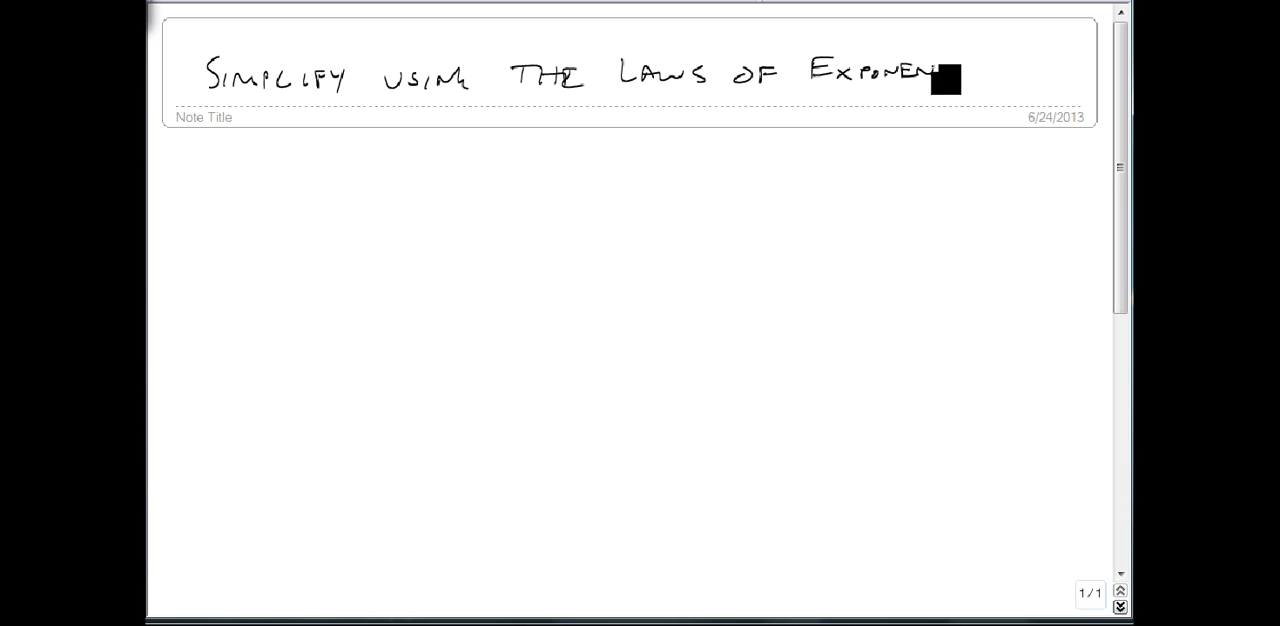 SIMPLIFY USING THE LAWS OF EXPONEN
Note Title
6/24/2013
1/1